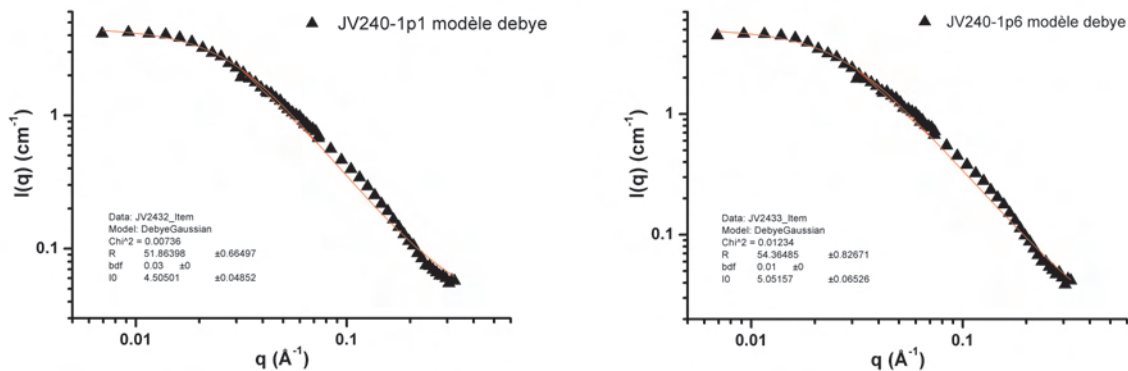 JV240-1p1 modèle debye
I(q) (cm⁻¹)
1
0.1
Data: JV2432_Item
Model: DebyeGaussian
Chi^2 = 0.00736
R 51.86398 ±0.66497
bdf 0.03 ±0
I0 4.50501 ±0.04852
0.01 0.1
q (Å⁻¹)
JV240-1p6 modèle debye
I(q) (cm⁻¹)
1
0.1
Data: JV2433_Item
Model: DebyeGaussian
Chi^2 = 0.01234
R 54.36485 ±0.82671
bdf 0.01 ±0
I0 5.05157 ±0.06526
0.01 0.1
q (Å⁻¹)